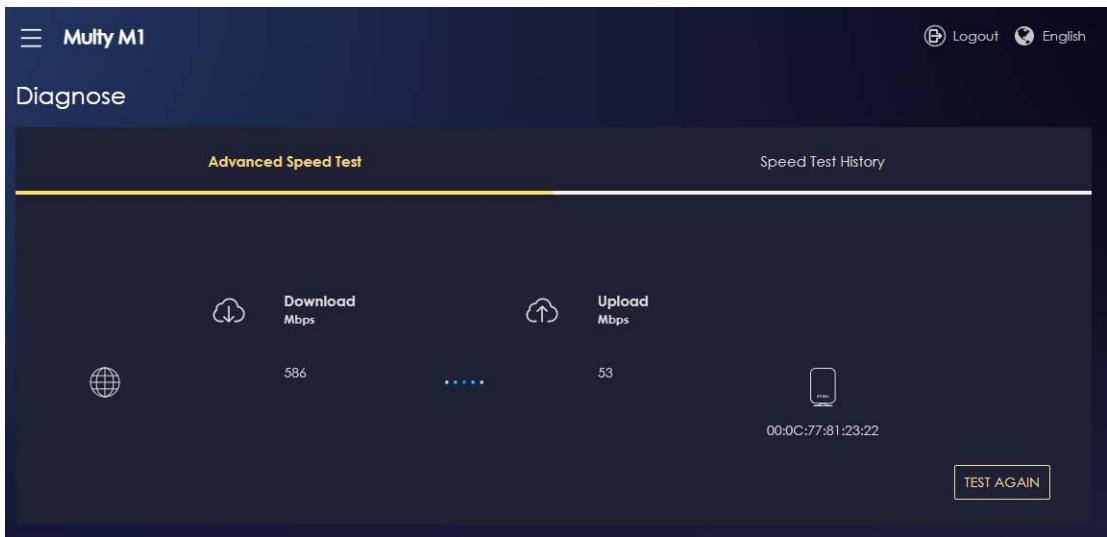 Multy M1
Logout English
Diagnose
Advanced Speed Test Speed Test History
Download Upload
Mbps Mbps
586 53
00:0C:77:81:23:22
TEST AGAIN